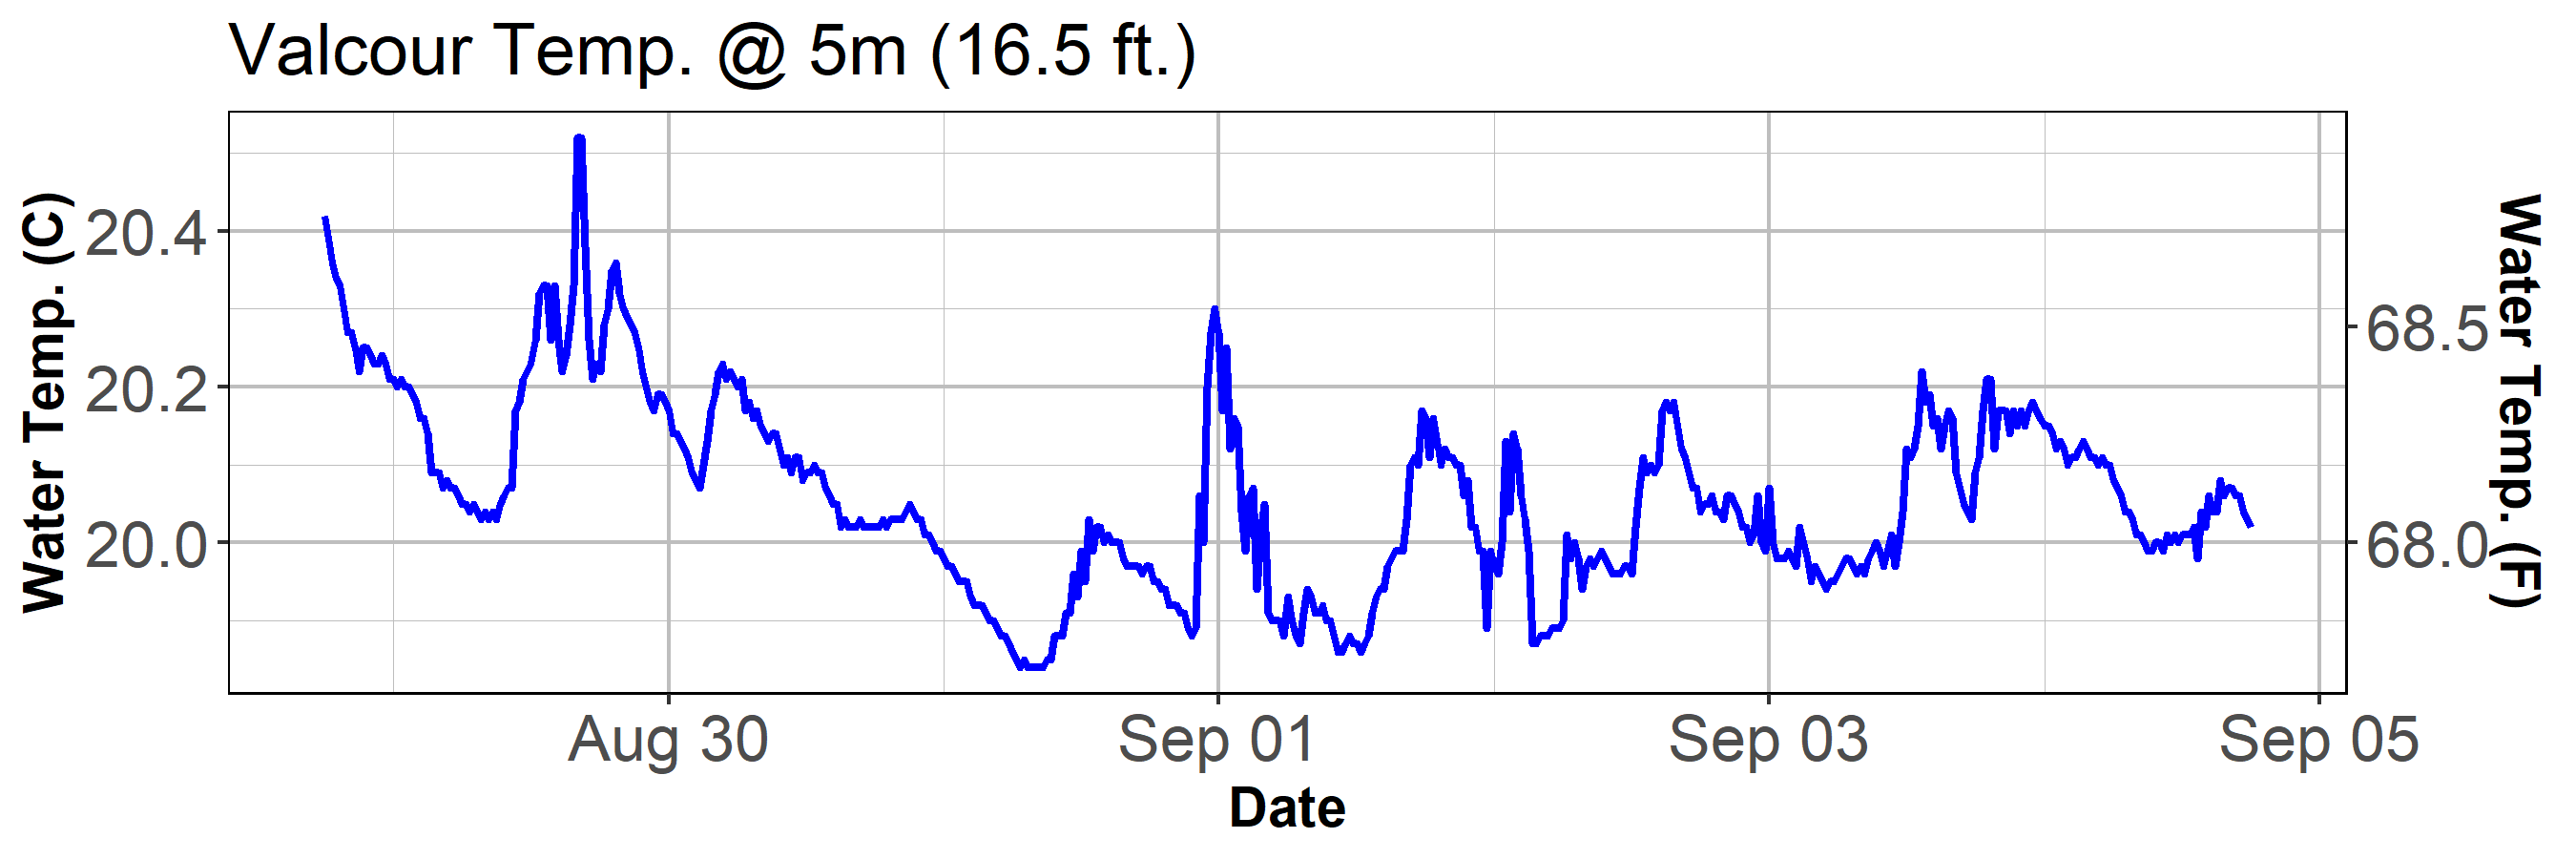 Valcour Temp. @ 5m (16.5 ft.)
Water Temp. (C)
20.4
20.2
20.0
68.5
68.0
Water Temp. (F)
Aug 30
Sep 01
Sep 03
Sep 05
Date